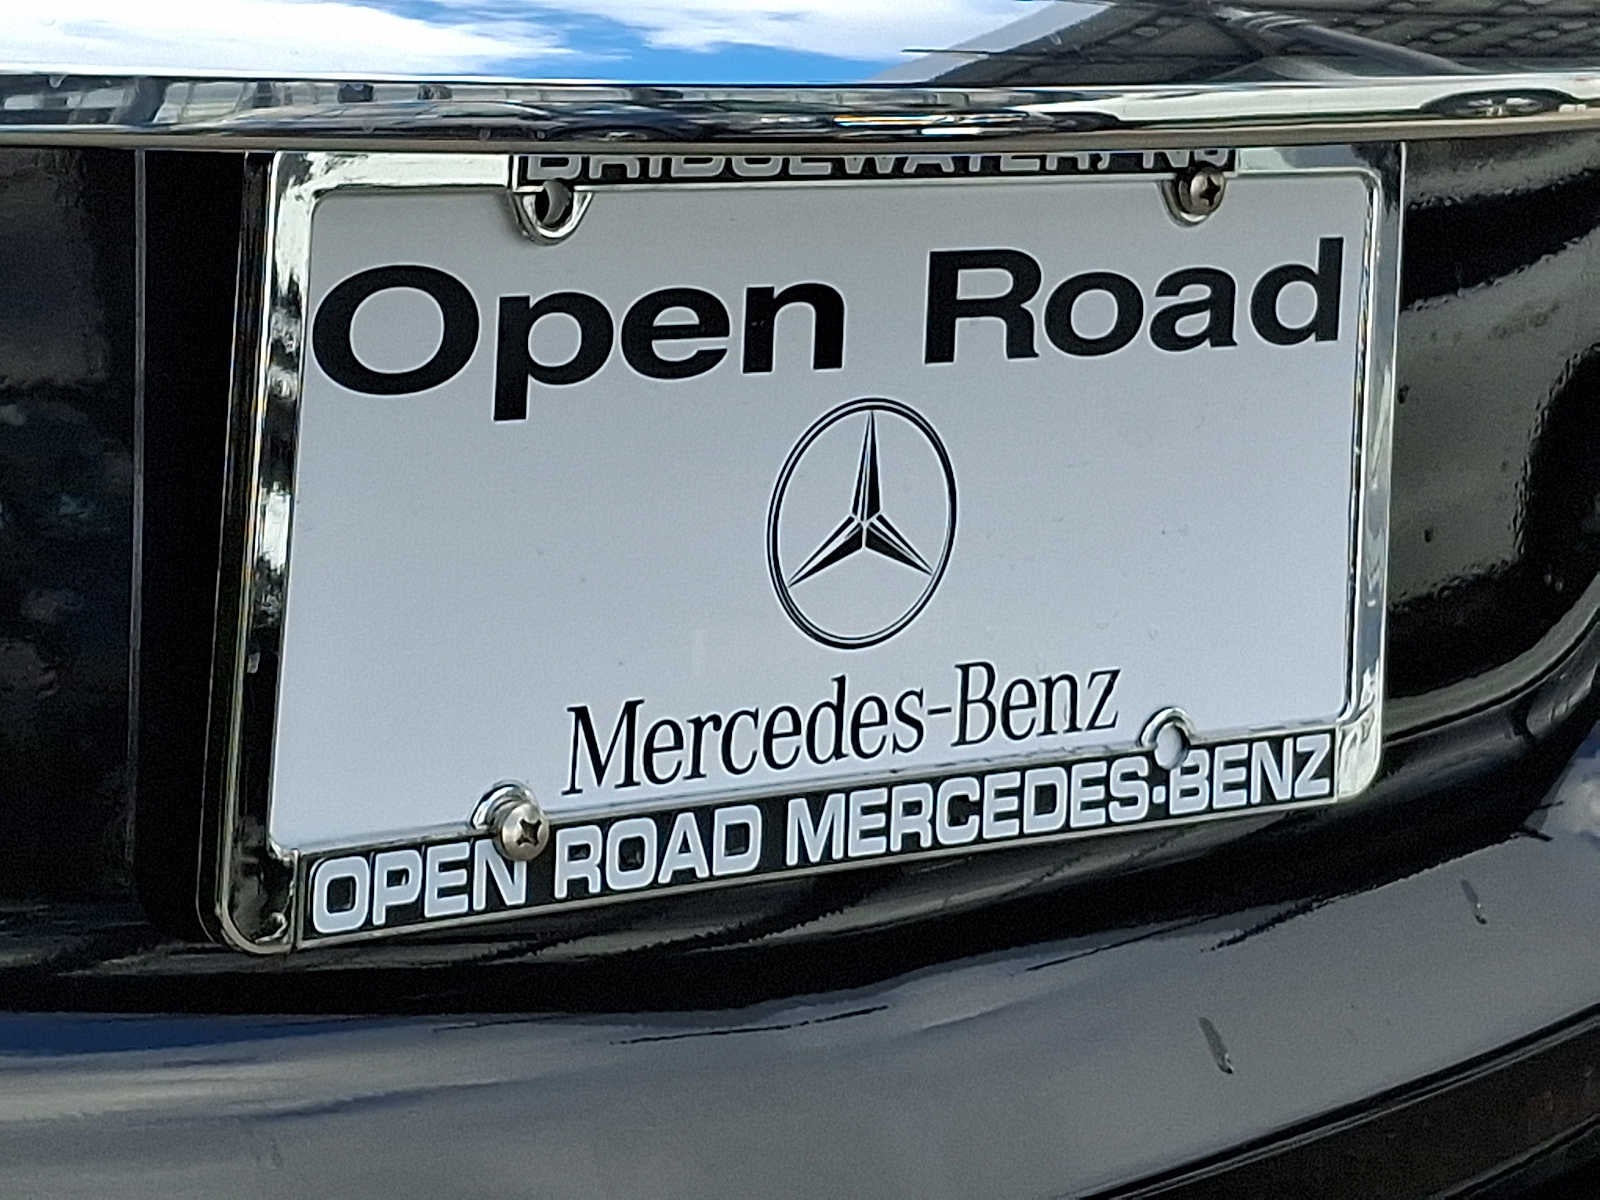 BRIDGEWATER, NJ
Open Road
Mercedes-Benz
OPEN ROAD MERCEDES-BENZ